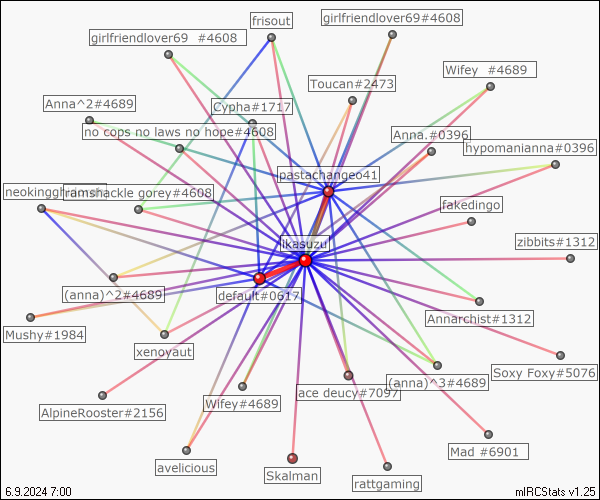 frisout
girlfriendlover69#4608
girlfriendlover69 #4608
Wifey #4689
Toucan#2473
Anna^2#4689
Cypha#1717
no cops no laws no hope#4608
Anna.#0396
hypomanianna#0396
pastachangeo41
ramshackle gorey#4608
fakedingo
ikasuzu
zibbits#1312
(anna)^2#4689
default#0617
Annarchist#1312
Mushy#1984
xenoyaut
Soxy Foxy#5076
(anna)^3#4689
ace deucy#7097
Wifey#4689
AlpineRooster#2156
Mad #6901
avelicious
Skalman
rattgaming
6.9.2024 7:00
mIRCStats v1.25